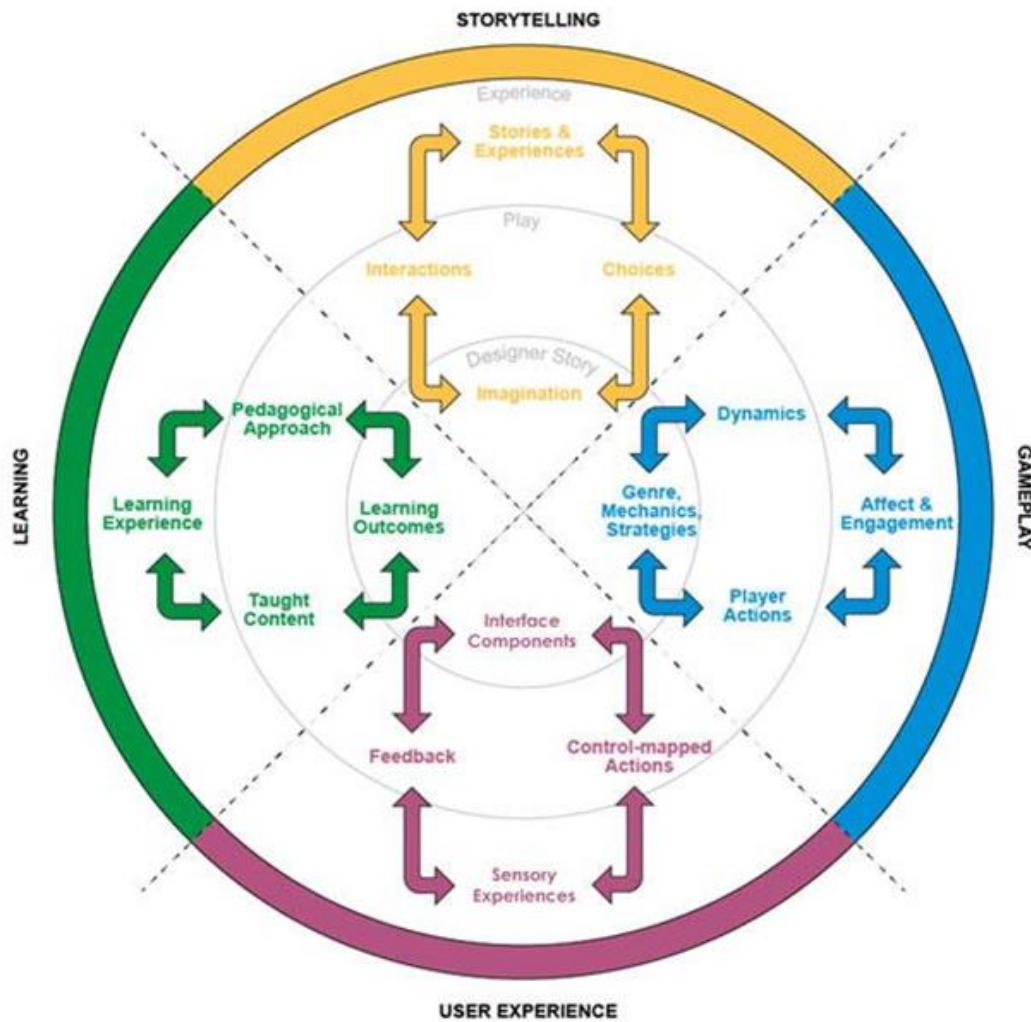 STORYTELLING
Experience
Stories &
Experiences
Play
Interactions
Choices
Designer Story
Imagination
LEARNING
Pedagogical
Approach
Learning
Experience
Learning
Outcomes
Taught
Content
Dynamics
Genre,
Mechanics,
Strategies
Affect &
Engagement
Player
Actions
GAMEPLAY
Interface
Components
Feedback
Control-mapped
Actions
Sensory
Experiences
USER EXPERIENCE